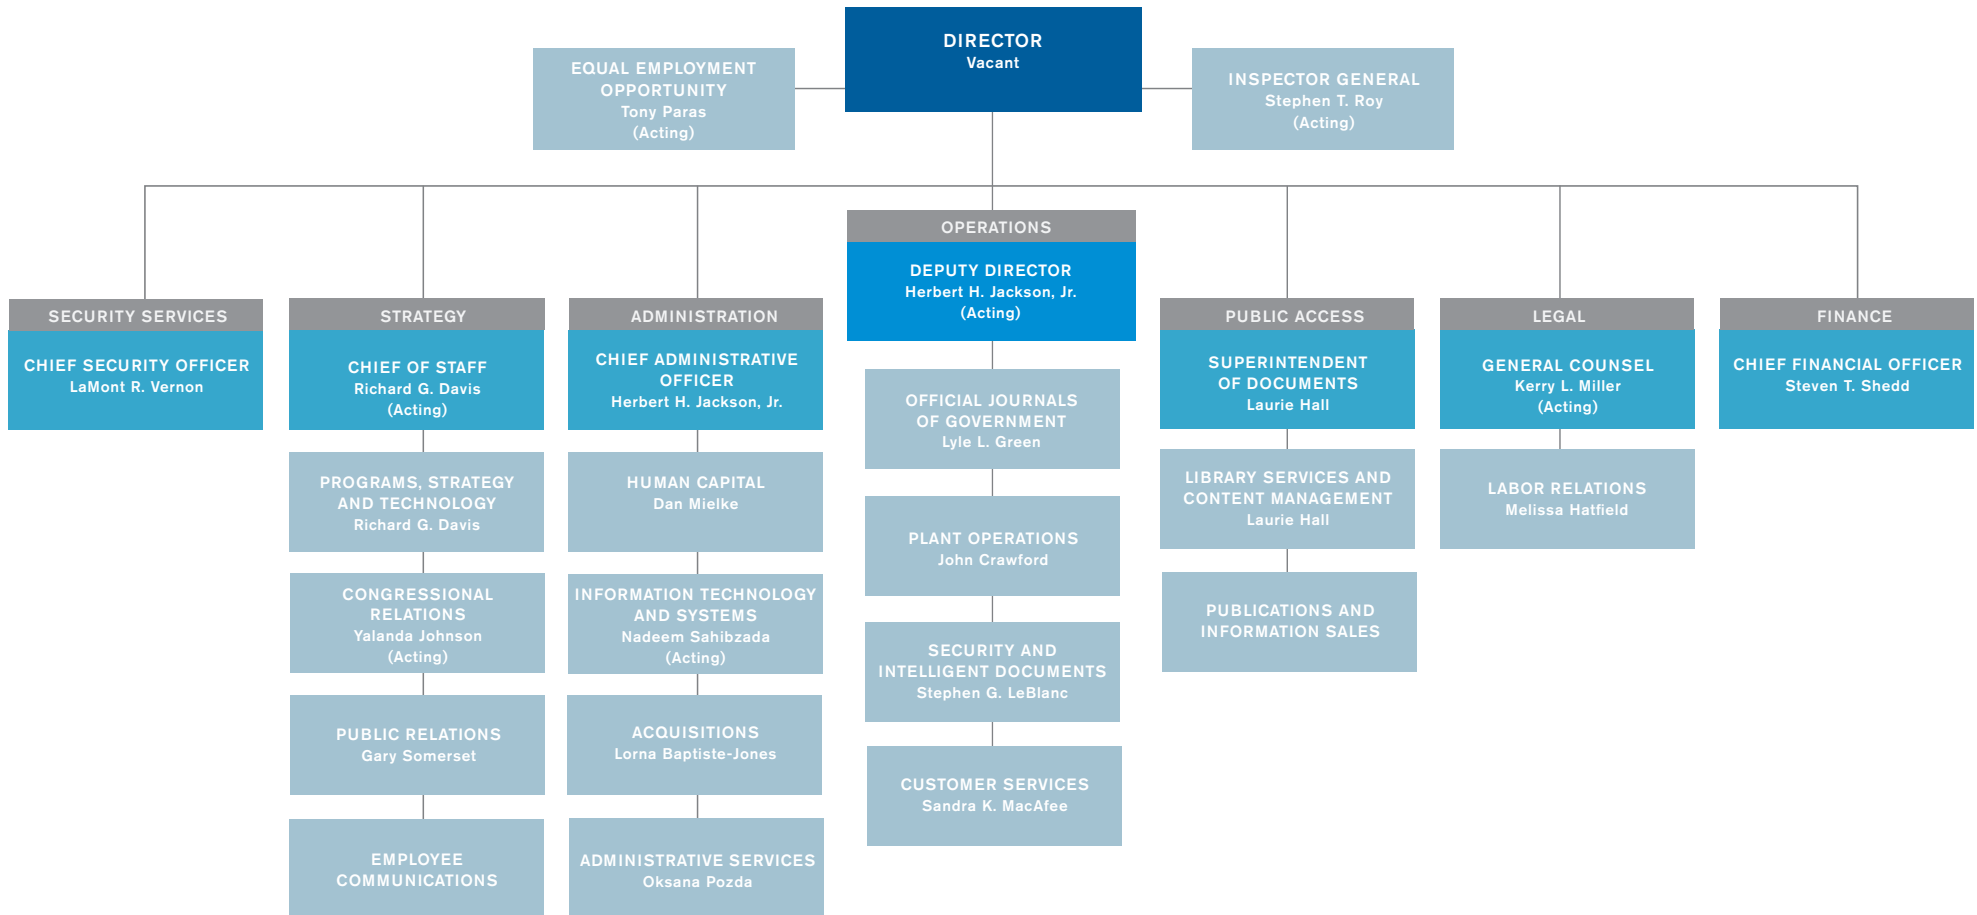 DIRECTOR
Vacant
EQUAL EMPLOYMENT
OPPORTUNITY
Tony Paras
(Acting)
INSPECTOR GENERAL
Stephen T. Roy
(Acting)
SECURITY SERVICES
CHIEF SECURITY OFFICER
LaMont R. Vernon
STRATEGY
CHIEF OF STAFF
Richard G. Davis
(Acting)
PROGRAMS, STRATEGY
AND TECHNOLOGY
Richard G. Davis
CONGRESSIONAL
RELATIONS
Yalanda Johnson
(Acting)
PUBLIC RELATIONS
Gary Somerset
EMPLOYEE
COMMUNICATIONS
ADMINISTRATION
CHIEF ADMINISTRATIVE
OFFICER
Herbert H. Jackson, Jr.
HUMAN CAPITAL
Dan Mielke
INFORMATION TECHNOLOGY
AND SYSTEMS
Nadeem Sahibzada
(Acting)
ACQUISITIONS
Lorna Baptiste-Jones
ADMINISTRATIVE SERVICES
Oksana Pozda
OPERATIONS
DEPUTY DIRECTOR
Herbert H. Jackson, Jr.
(Acting)
OFFICIAL JOURNALS
OF GOVERNMENT
Lyle L. Green
PLANT OPERATIONS
John Crawford
SECURITY AND
INTELLIGENT DOCUMENTS
Stephen G. LeBlanc
CUSTOMER SERVICES
Sandra K. MacAfee
PUBLIC ACCESS
SUPERINTENDENT
OF DOCUMENTS
Laurie Hall
LIBRARY SERVICES AND
CONTENT MANAGEMENT
Laurie Hall
PUBLICATIONS AND
INFORMATION SALES
LEGAL
GENERAL COUNSEL
Kerry L. Miller
(Acting)
LABOR RELATIONS
Melissa Hatfield
FINANCE
CHIEF FINANCIAL OFFICER
Steven T. Shedd